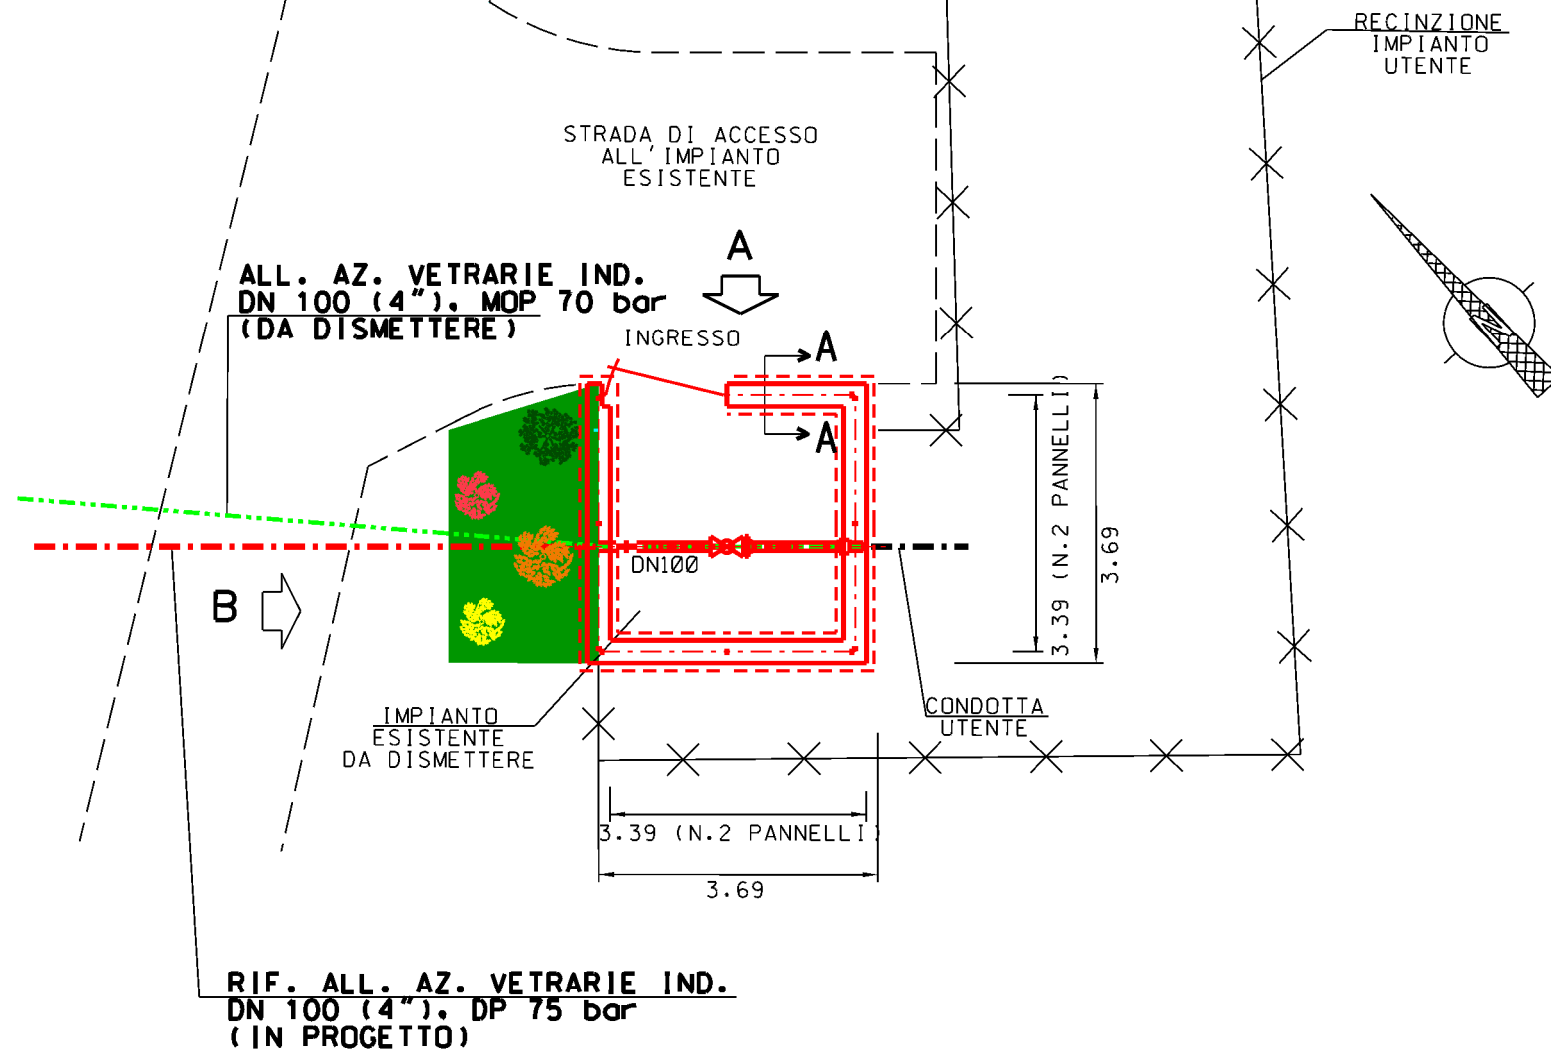 RECINZIONE
IMPIANTO
UTENTE
STRADA DI ACCESSO
ALL'IMPIANTO
ESISTENTE
A
ALL. AZ. VETRARIE IND.
DN 100 (4"). MOP 70 bar
(DA DISMETTERE)
INGRESSO
A
A
N
3.39 (N.2 PANNELLI)
3.69
DN100
B
IMPIANTO
ESISTENTE
DA DISMETTERE
CONDOTTA
UTENTE
3.39 (N.2 PANNELLI)
3.69
RIF. ALL. AZ. VETRARIE IND.
DN 100 (4"). DP 75 bar
(IN PROGETTO)